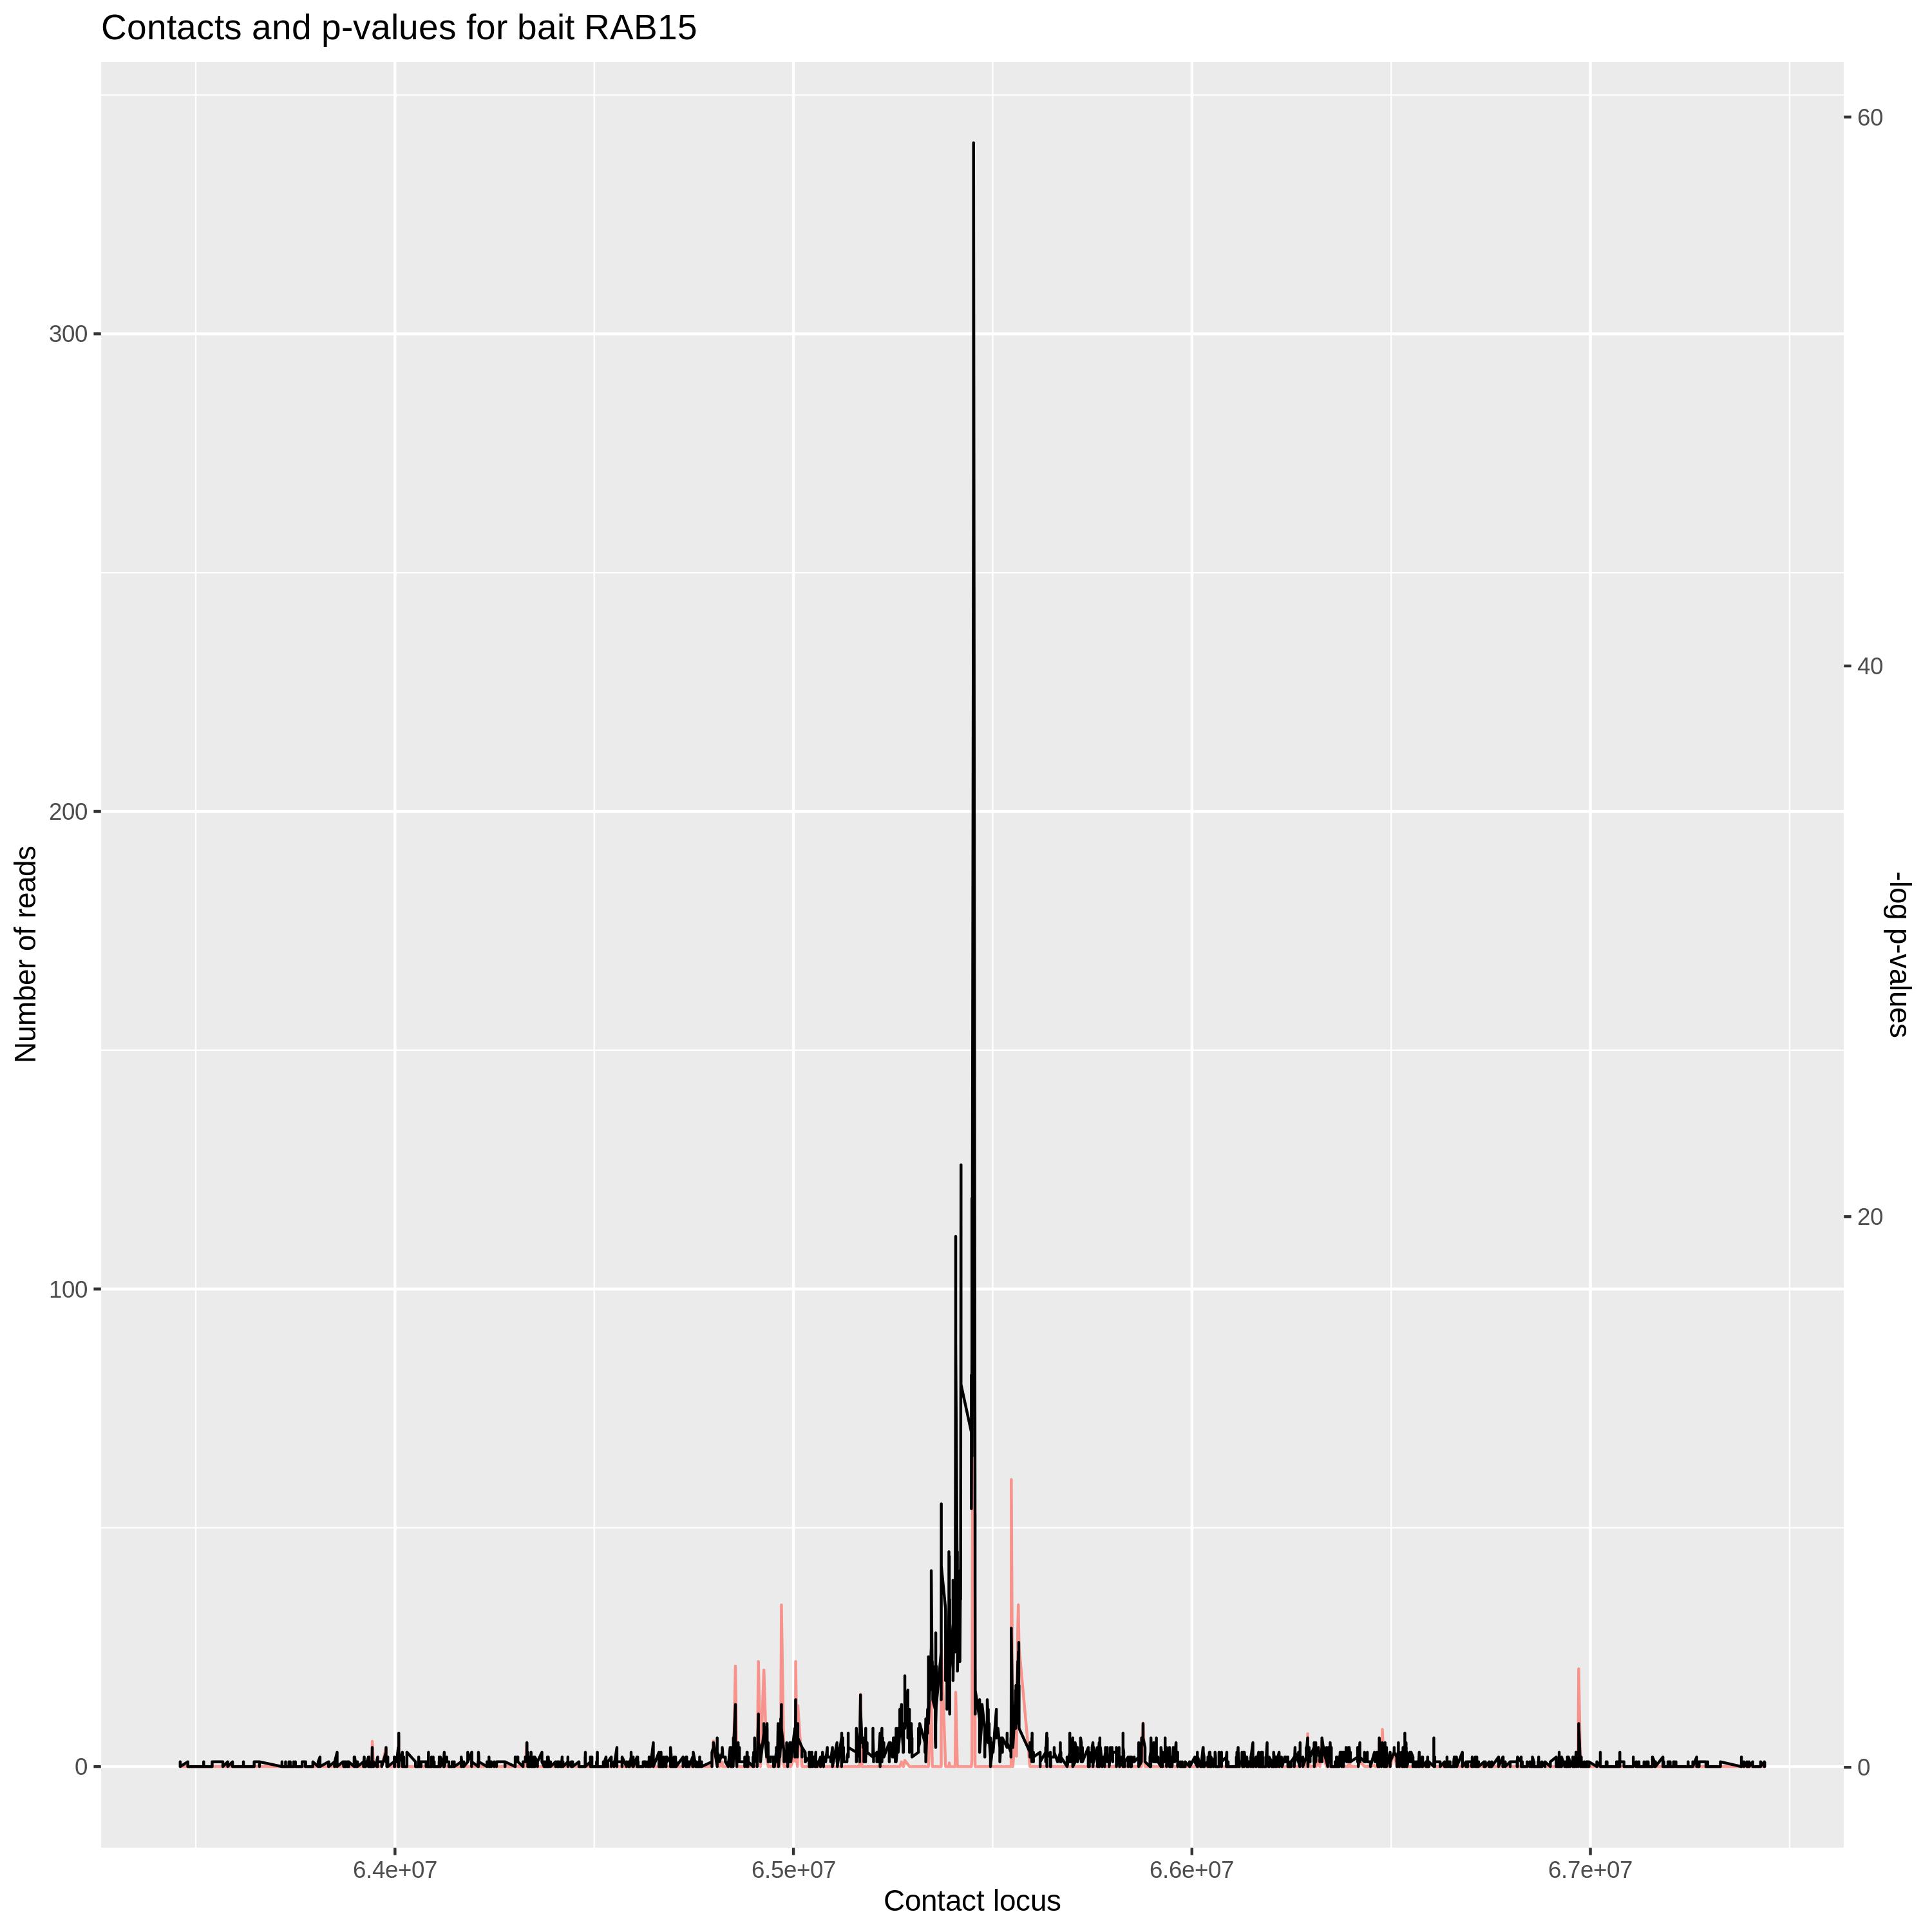 Contacts and p-values for bait RAB15
Number of reads
300
200
100
0
60
40
20
0
-log p-values
6.4e+07
6.5e+07
6.6e+07
6.7e+07
Contact locus